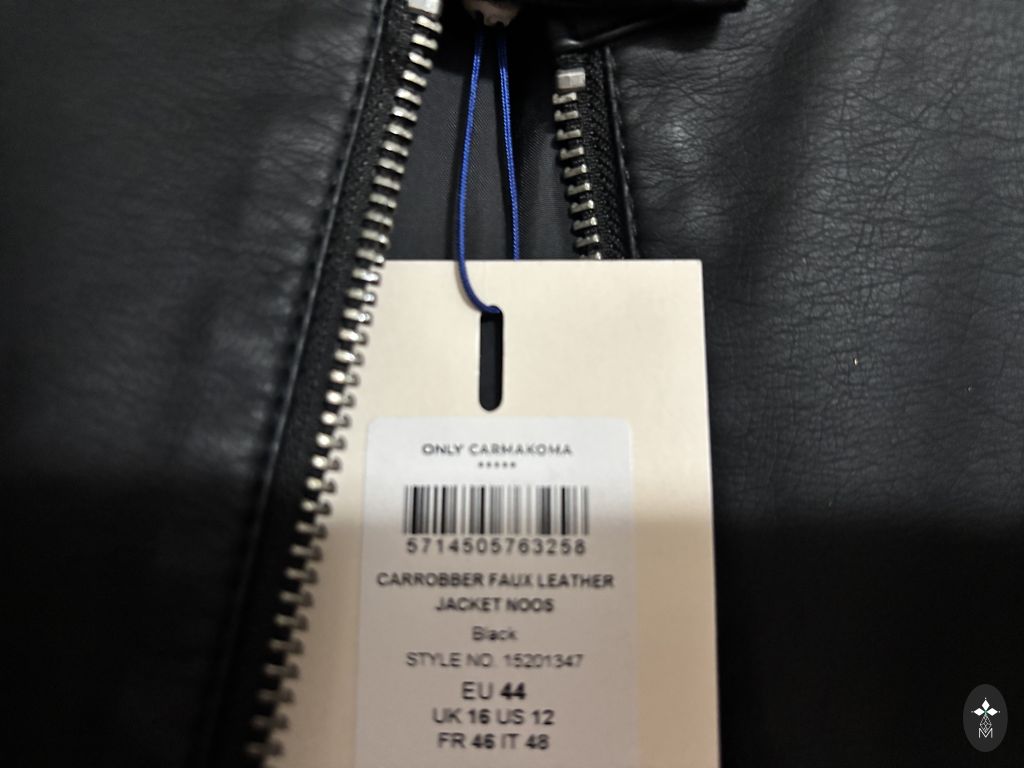 ONLY CARMAKOMA
5714505763258
CARROBBER FAUX LEATHER
JACKET NOOS
Black
STYLE NO. 15201347
EU 44
UK 16 US 12
FR 46 IT 48
M